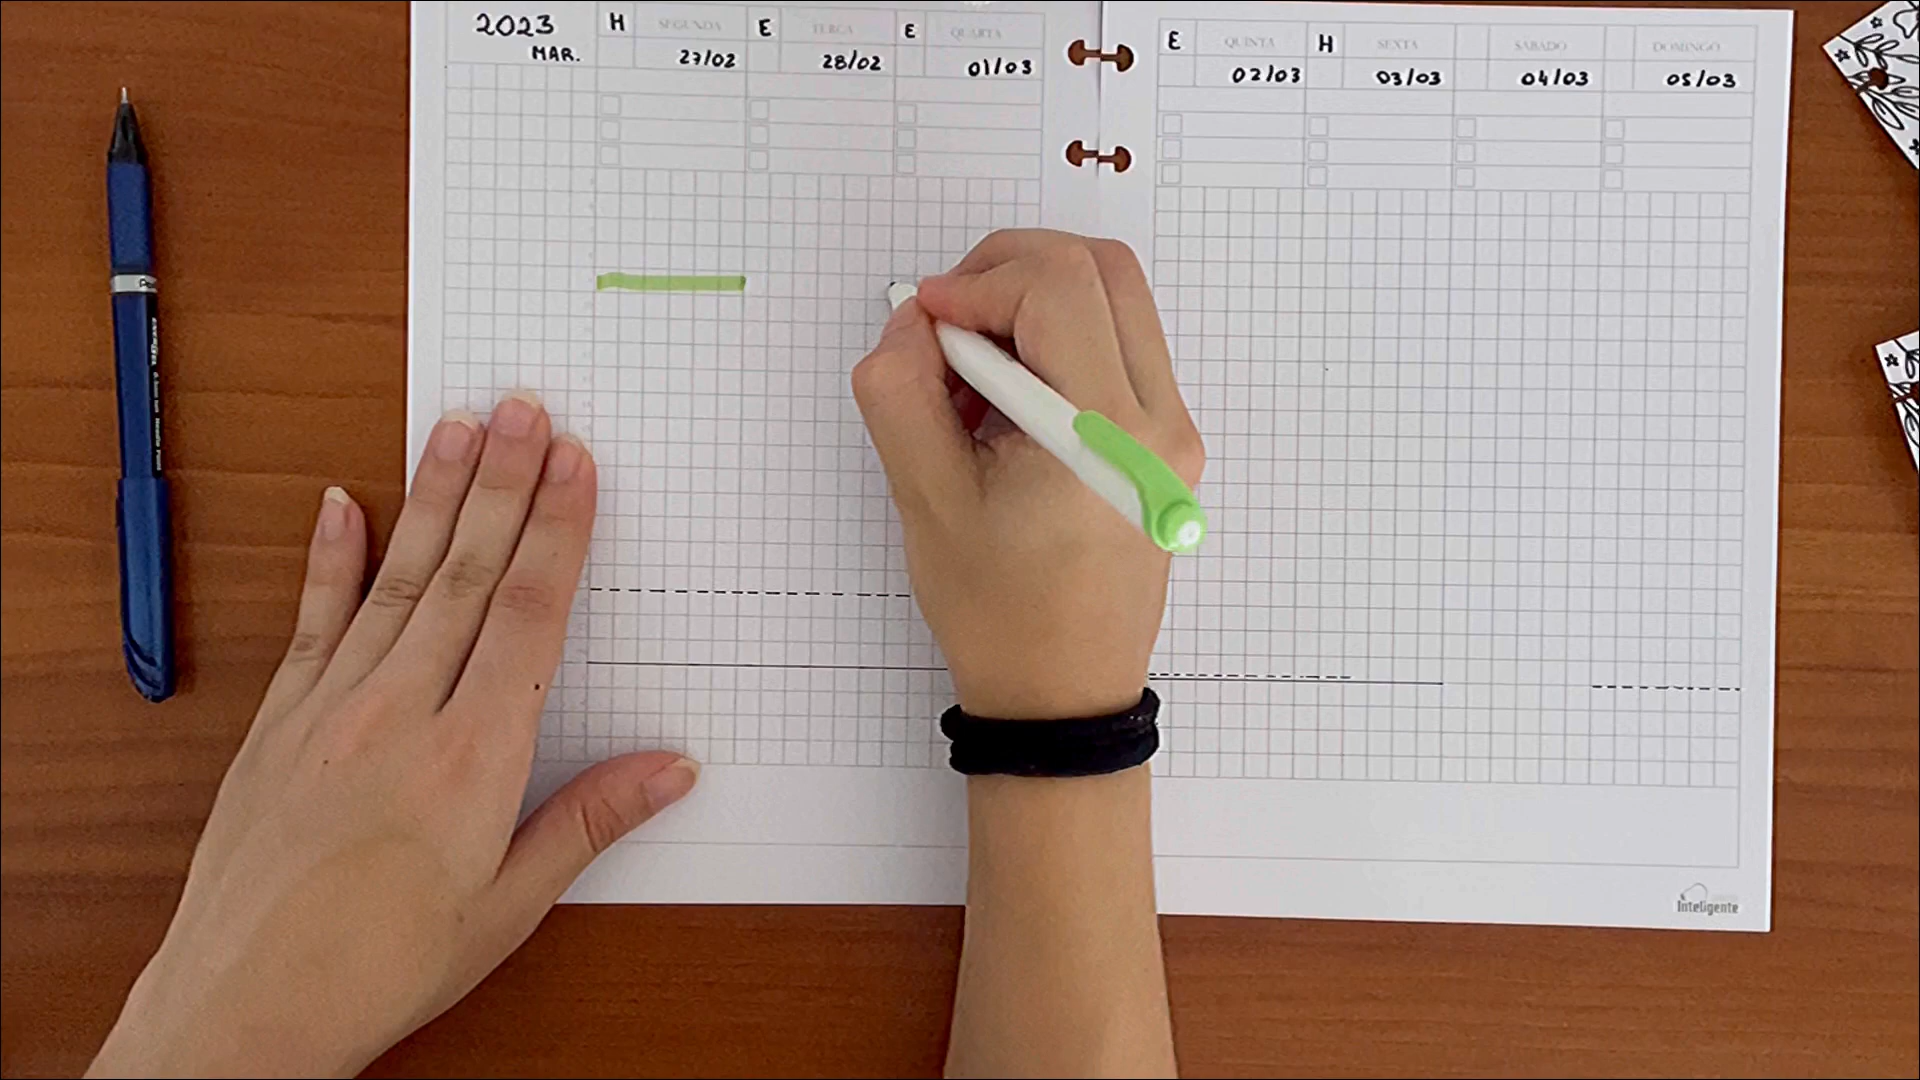 2023 H SEGUNDA E TERÇA E QUARTA E QUINTA H SEXTA SÁBADO DOMINGO
MAR. 27/02 28/02 01/03 02/03 03/03 04/03 05/03
Inteligente